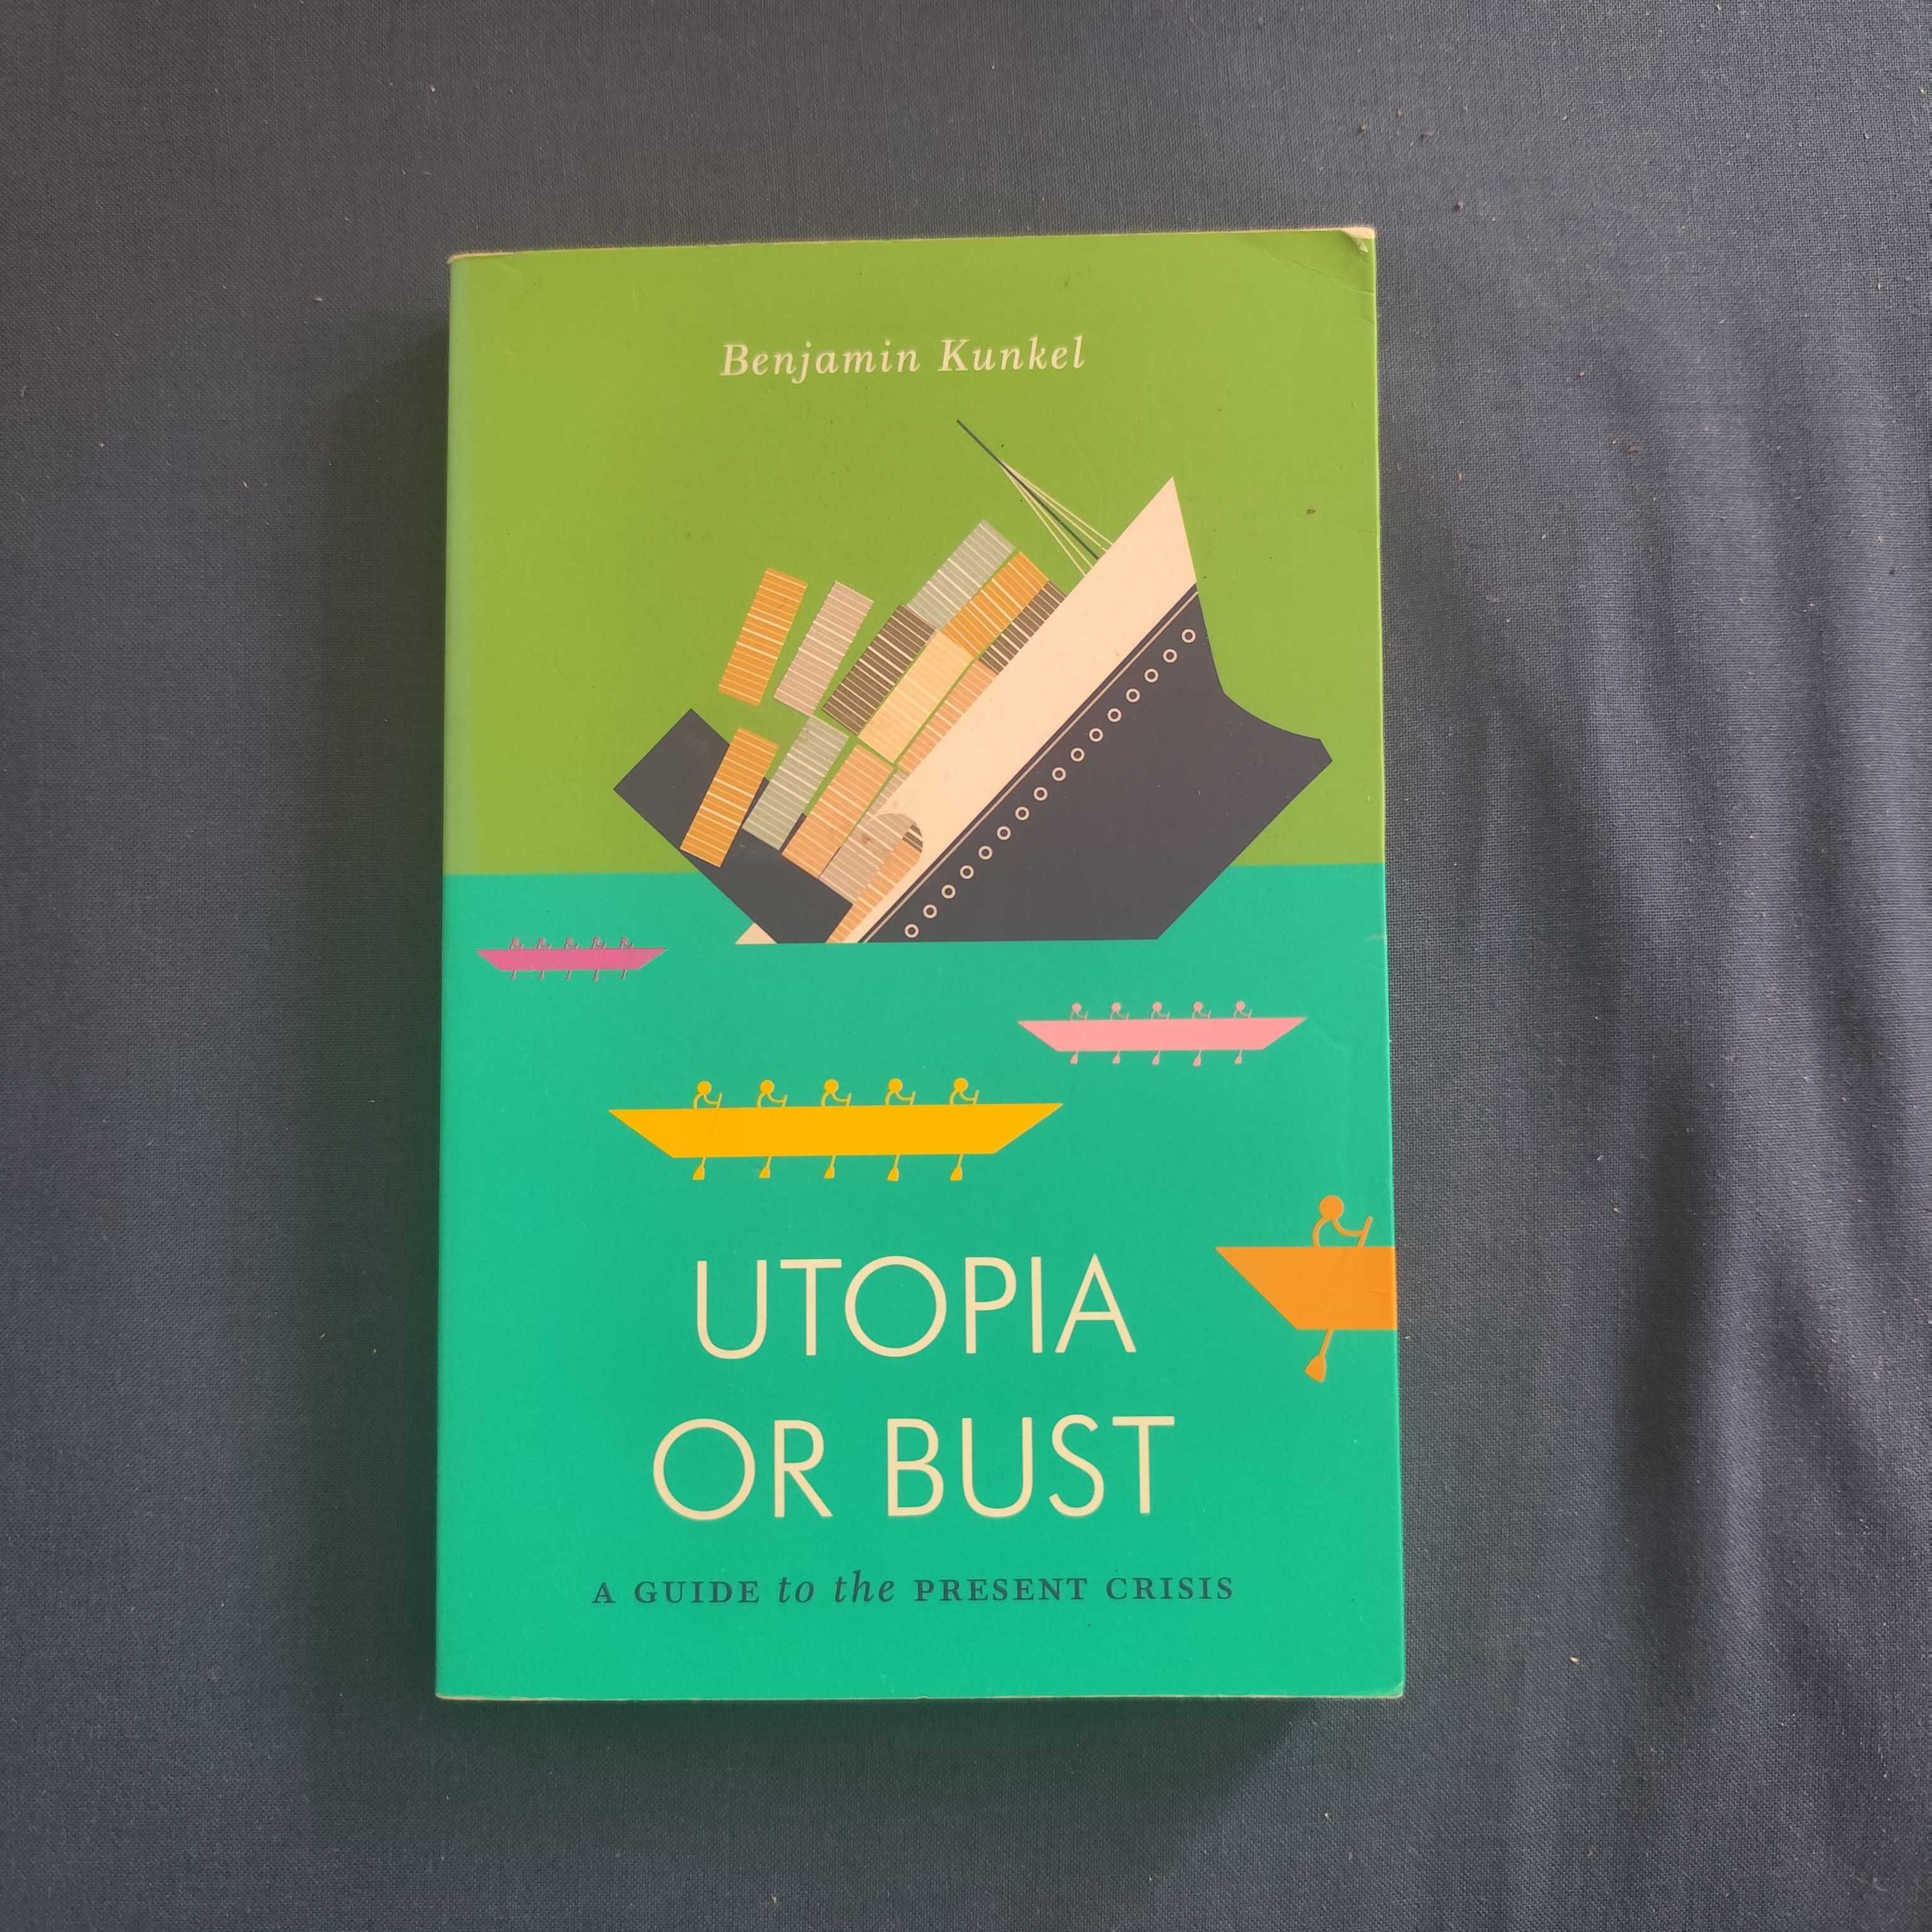 Benjamin Kunkel
UTOPIA
OR BUST
A GUIDE to the PRESENT CRISIS